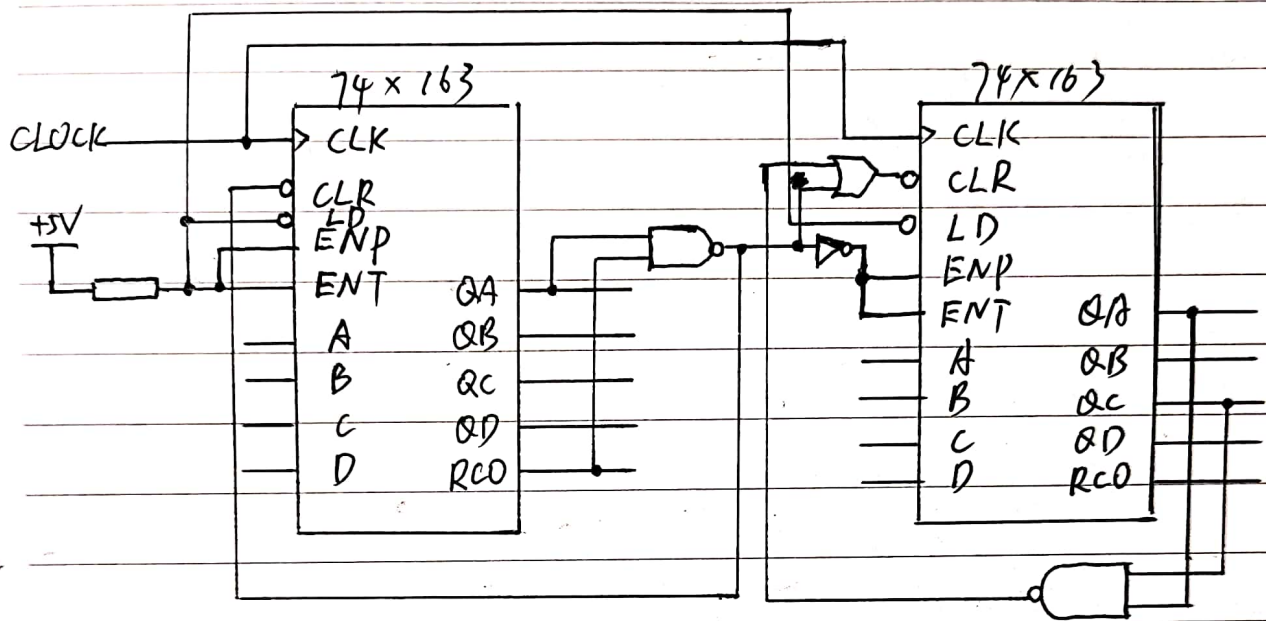 74×163
74×163
CLOCK
CLK
CLR
LD
+5V
ENP
ENT
QA
A
QB
B
QC
C
QD
D
RCO
CLK
CLR
LD
ENP
ENT
QA
A
QB
B
QC
C
QD
D
RCO